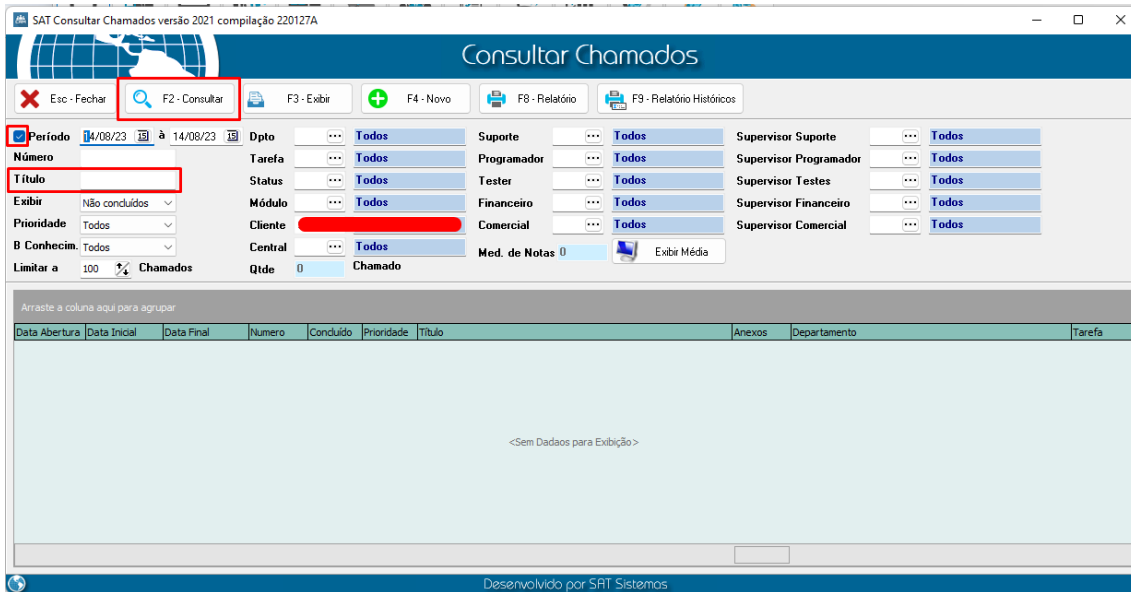 SAT Consultar Chamados versão 2021 compilação 220127A
Consultar Chamados
Esc - Fechar F2 - Consultar F3 - Exibir F4 - Novo F8 - Relatório F9 - Relatório Históricos
Período 14/08/23 15 à 14/08/23 15 Dpto ... Todos Suporte ... Todos Supervisor Suporte ... Todos
Número Tarefa ... Todos Programador ... Todos Supervisor Programador ... Todos
Título Status ... Todos Tester ... Todos Supervisor Testes ... Todos
Exibir Não concluídos Módulo ... Todos Financeiro ... Todos Supervisor Financeiro ... Todos
Prioridade Todos Cliente Comercial ... Todos Supervisor Comercial ... Todos
B Conhecim. Todos Central ... Todos Med. de Notas 0 Exibir Média
Limitar a 100 Chamados Qtde 0 Chamado
Arraste a coluna aqui para agrupar
Data Abertura Data Inicial Data Final Numero Concluído Prioridade Título Anexos Departamento Tarefa
<Sem Dadaos para Exibição>
Desenvolvido por SAT Sistemas